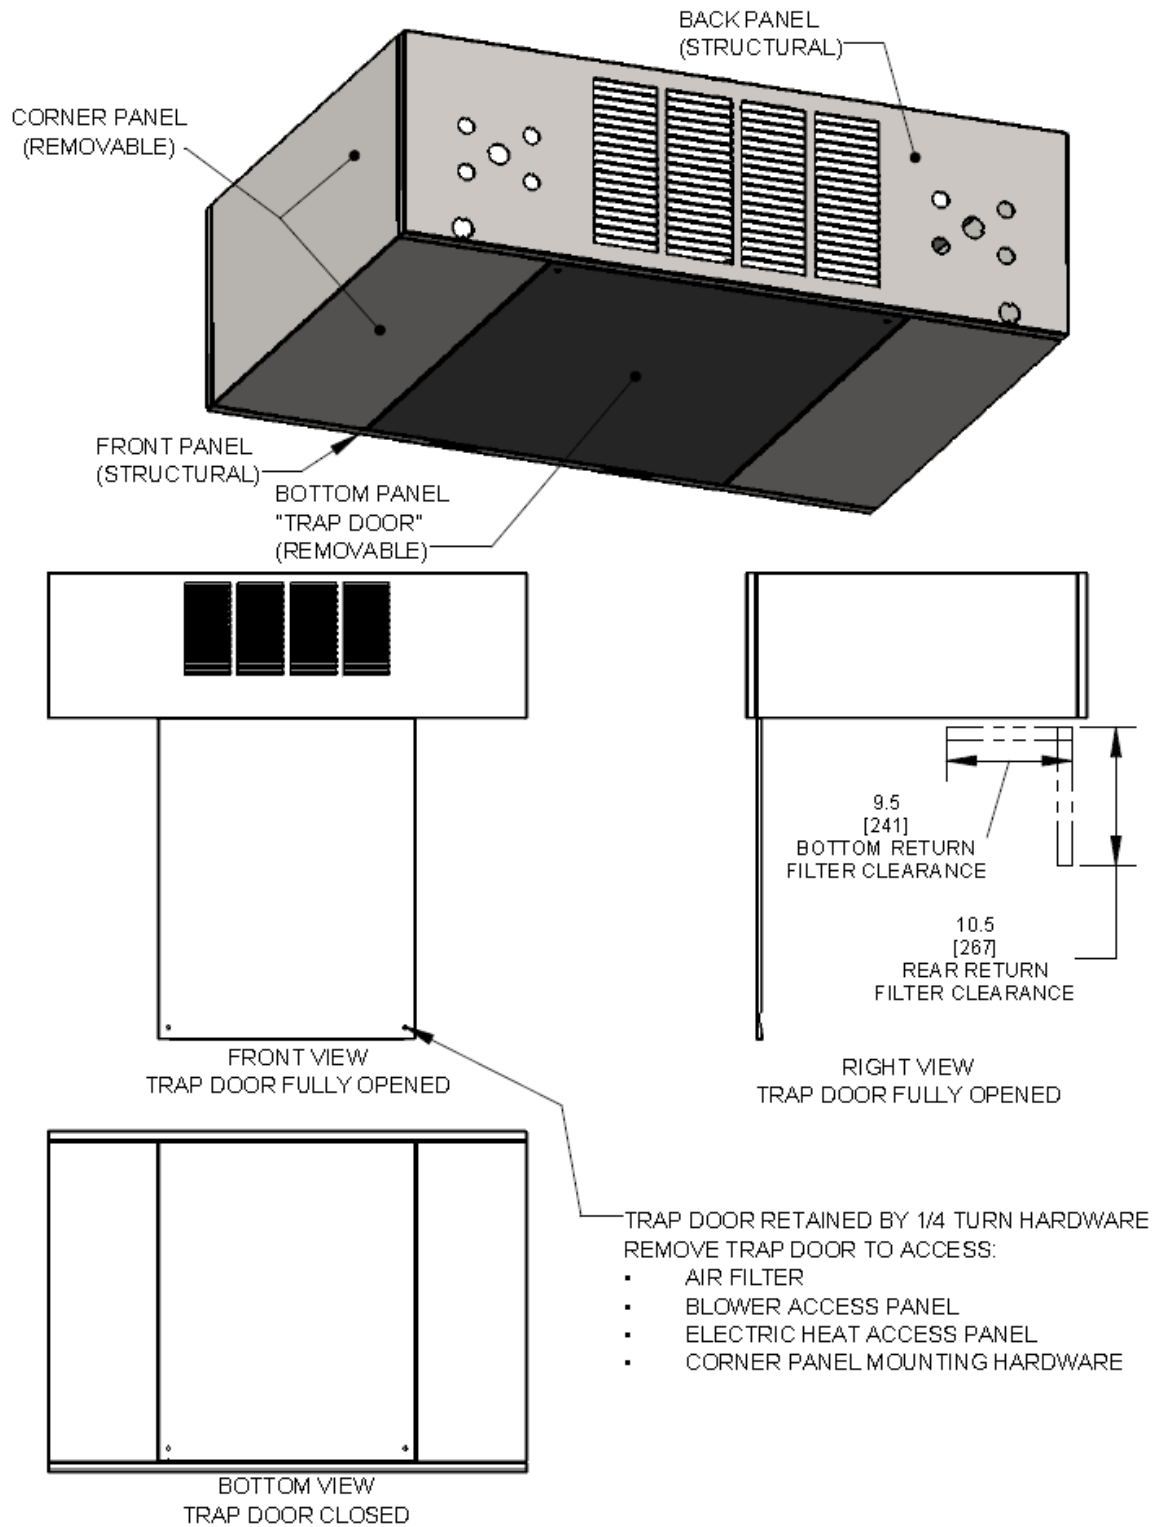 BACK PANEL
(STRUCTURAL)
CORNER PANEL
(REMOVABLE)
FRONT PANEL
(STRUCTURAL)
BOTTOM PANEL
"TRAP DOOR"
(REMOVABLE)
9.5
[241]
BOTTOM RETURN
FILTER CLEARANCE
10.5
[267]
REAR RETURN
FILTER CLEARANCE
FRONT VIEW
TRAP DOOR FULLY OPENED
RIGHT VIEW
TRAP DOOR FULLY OPENED
TRAP DOOR RETAINED BY 1/4 TURN HARDWARE
REMOVE TRAP DOOR TO ACCESS:
▪ AIR FILTER
▪ BLOWER ACCESS PANEL
▪ ELECTRIC HEAT ACCESS PANEL
▪ CORNER PANEL MOUNTING HARDWARE
BOTTOM VIEW
TRAP DOOR CLOSED